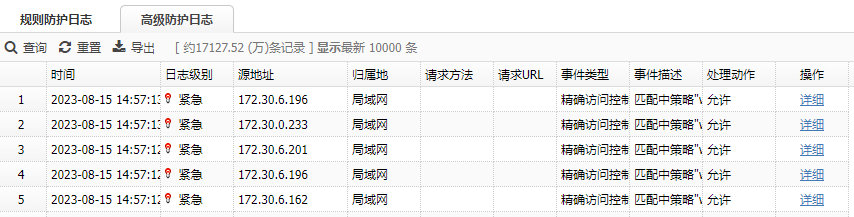 规则防护日志 高级防护日志
查询 重置 导出 [ 约17127.52 (万)条记录 ] 显示最新 10000 条
时间 日志级别 源地址 归属地 请求方法 请求URL 事件类型 事件描述 处理动作 操作
1 2023-08-15 14:57:13 紧急 172.30.6.196 局域网 精确访问控制 匹配中策略"v 允许 详细
2 2023-08-15 14:57:13 紧急 172.30.0.233 局域网 精确访问控制 匹配中策略"v 允许 详细
3 2023-08-15 14:57:12 紧急 172.30.6.201 局域网 精确访问控制 匹配中策略"v 允许 详细
4 2023-08-15 14:57:12 紧急 172.30.6.196 局域网 精确访问控制 匹配中策略"v 允许 详细
5 2023-08-15 14:57:12 紧急 172.30.6.162 局域网 精确访问控制 匹配中策略"v 允许 详细